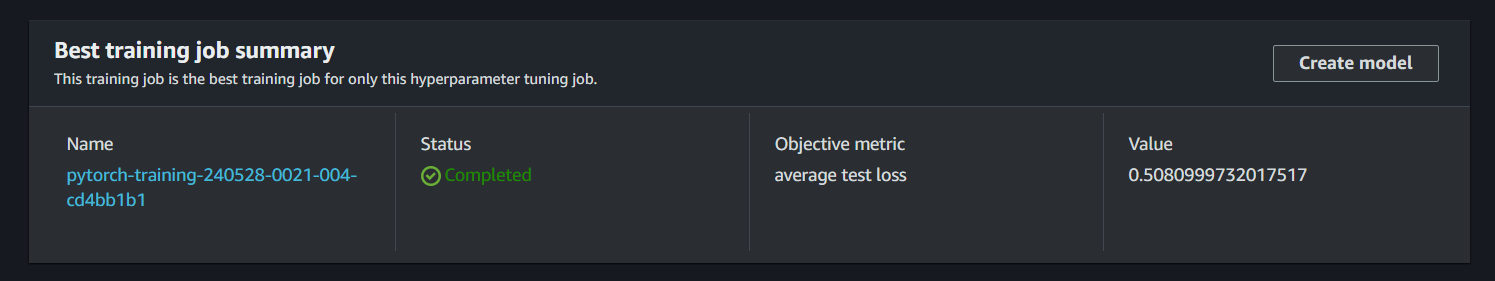 Best training job summary
This training job is the best training job for only this hyperparameter tuning job.
Create model
Name
pytorch-training-240528-0021-004-
cd4bb1b1
Status
Completed
Objective metric
average test loss
Value
0.5080999732017517